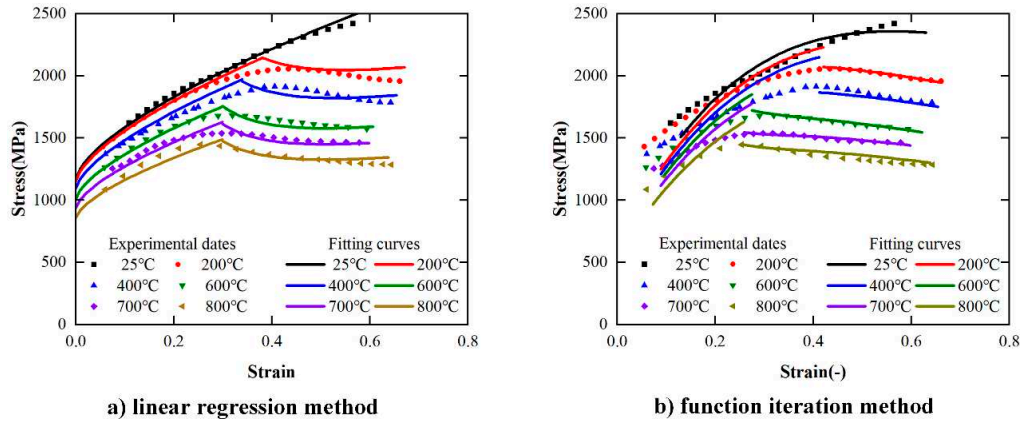 2500
2000
1500
1000
500
0
Stress(MPa)
Experimental dates Fitting curves
25℃ 200℃ 25℃ 200℃
400℃ 600℃ 400℃ 600℃
700℃ 800℃ 700℃ 800℃
0.0 0.2 0.4 0.6 0.8
Strain
a) linear regression method
2500
2000
1500
1000
500
0
Stress(MPa)
Experimental dates Fitting curves
25℃ 200℃ 25℃ 200℃
400℃ 600℃ 400℃ 600℃
700℃ 800℃ 700℃ 800℃
0.0 0.2 0.4 0.6 0.8
Strain(-)
b) function iteration method